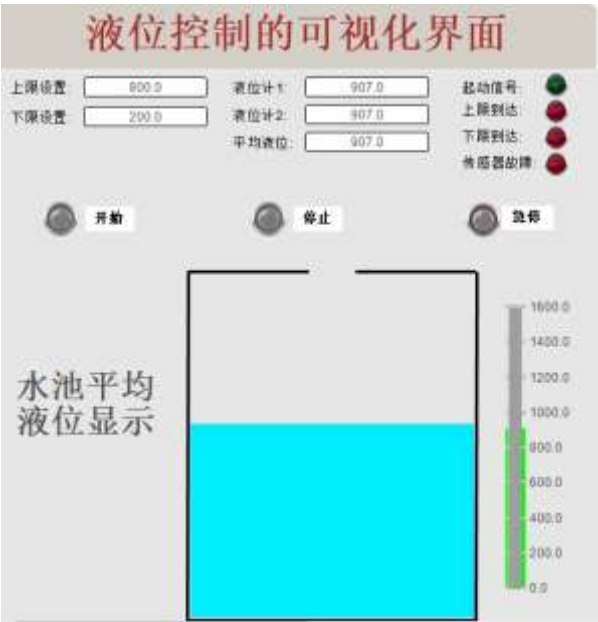 液位控制的可视化界面
上限设置 800.0 液位计1: 907.0 起动信号:
下限设置 200.0 液位计2: 907.0 上限到达:
平均液位: 907.0 下限到达:
传感器故障:
开始 停止 急停
水池平均
液位显示
1600.0
1400.0
1200.0
1000.0
800.0
600.0
400.0
200.0
0.0